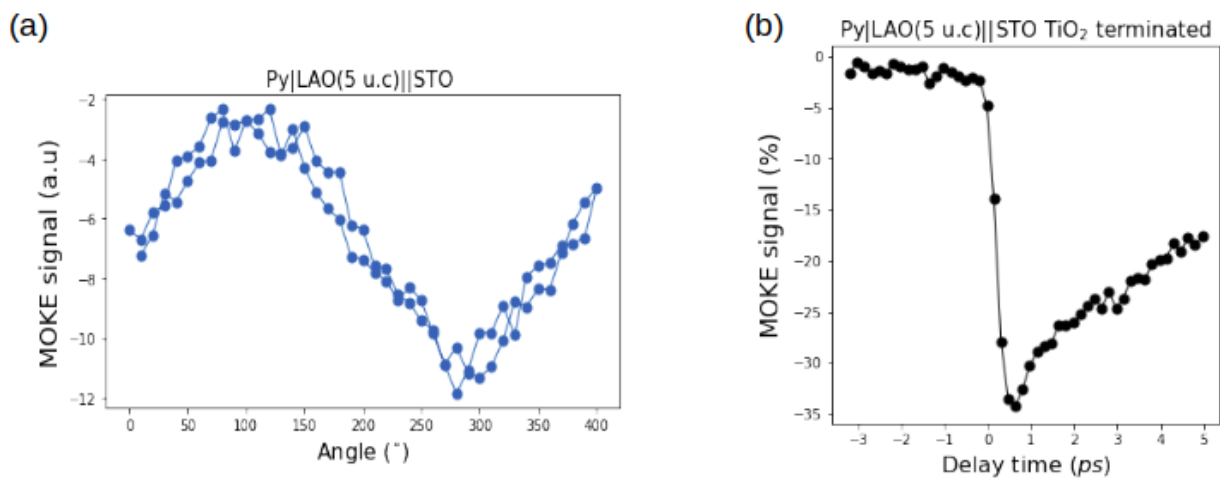 (a)
Py|LAO(5 u.c)||STO
MOKE signal (a.u)
−2
−4
−6
−8
−10
−12
0 50 100 150 200 250 300 350 400
Angle (°)
(b)
Py|LAO(5 u.c)||STO TiO₂ terminated
MOKE signal (%)
0
−5
−10
−15
−20
−25
−30
−35
−3 −2 −1 0 1 2 3 4 5
Delay time (ps)